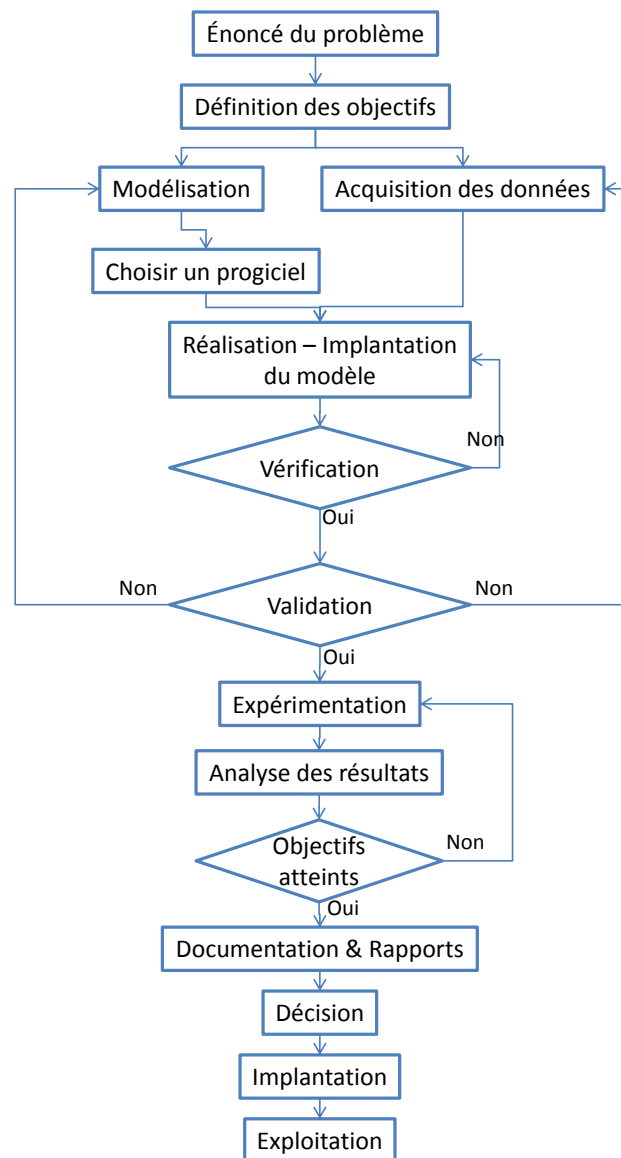 Énoncé du problème
Définition des objectifs
Modélisation
Acquisition des données
Choisir un progiciel
Réalisation – Implantation
du modèle
Non
Vérification
Oui
Non
Non
Validation
Oui
Expérimentation
Analyse des résultats
Objectifs
atteints
Non
Oui
Documentation & Rapports
Décision
Implantation
Exploitation